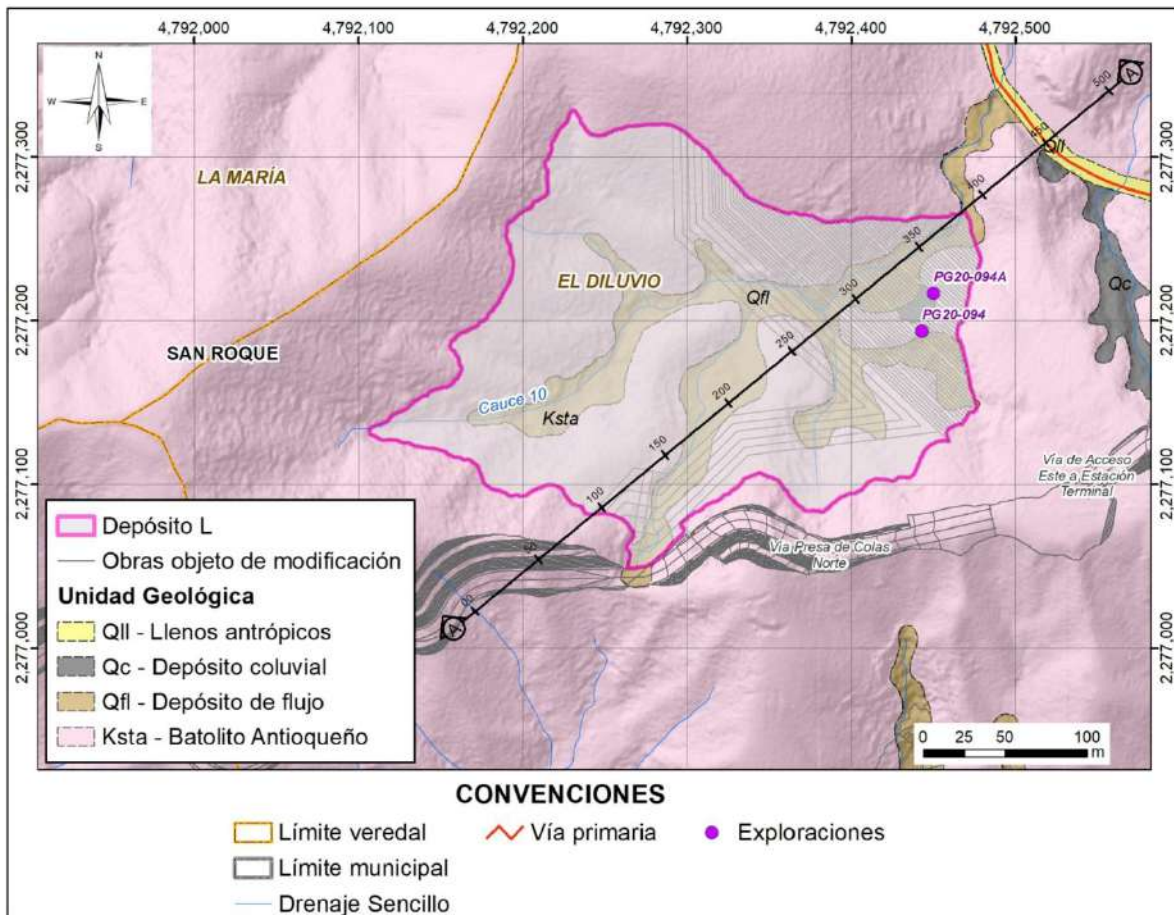 4,792,000
4,792,100
4,792,200
4,792,300
4,792,400
4,792,500
2,277,300
2,277,200
2,277,100
2,277,000
2,277,300
2,277,200
2,277,100
2,277,000
N
W
E
S
LA MARÍA
EL DILUVIO
SAN ROQUE
Cauce 10
Ksta
Qfl
Qll
Qc
PG20-094A
PG20-094
A
00
50
100
150
200
250
300
350
400
450
500
A
Vía de Acceso
Este a Estación
Terminal
Vía Presa de Colas
Norte
Depósito L
Obras objeto de modificación
Unidad Geológica
Qll - Llenos antrópicos
Qc - Depósito coluvial
Qfl - Depósito de flujo
Ksta - Batolito Antioqueño
0 25 50 100
m
CONVENCIONES
Límite veredal
Vía primaria
Exploraciones
Límite municipal
Drenaje Sencillo